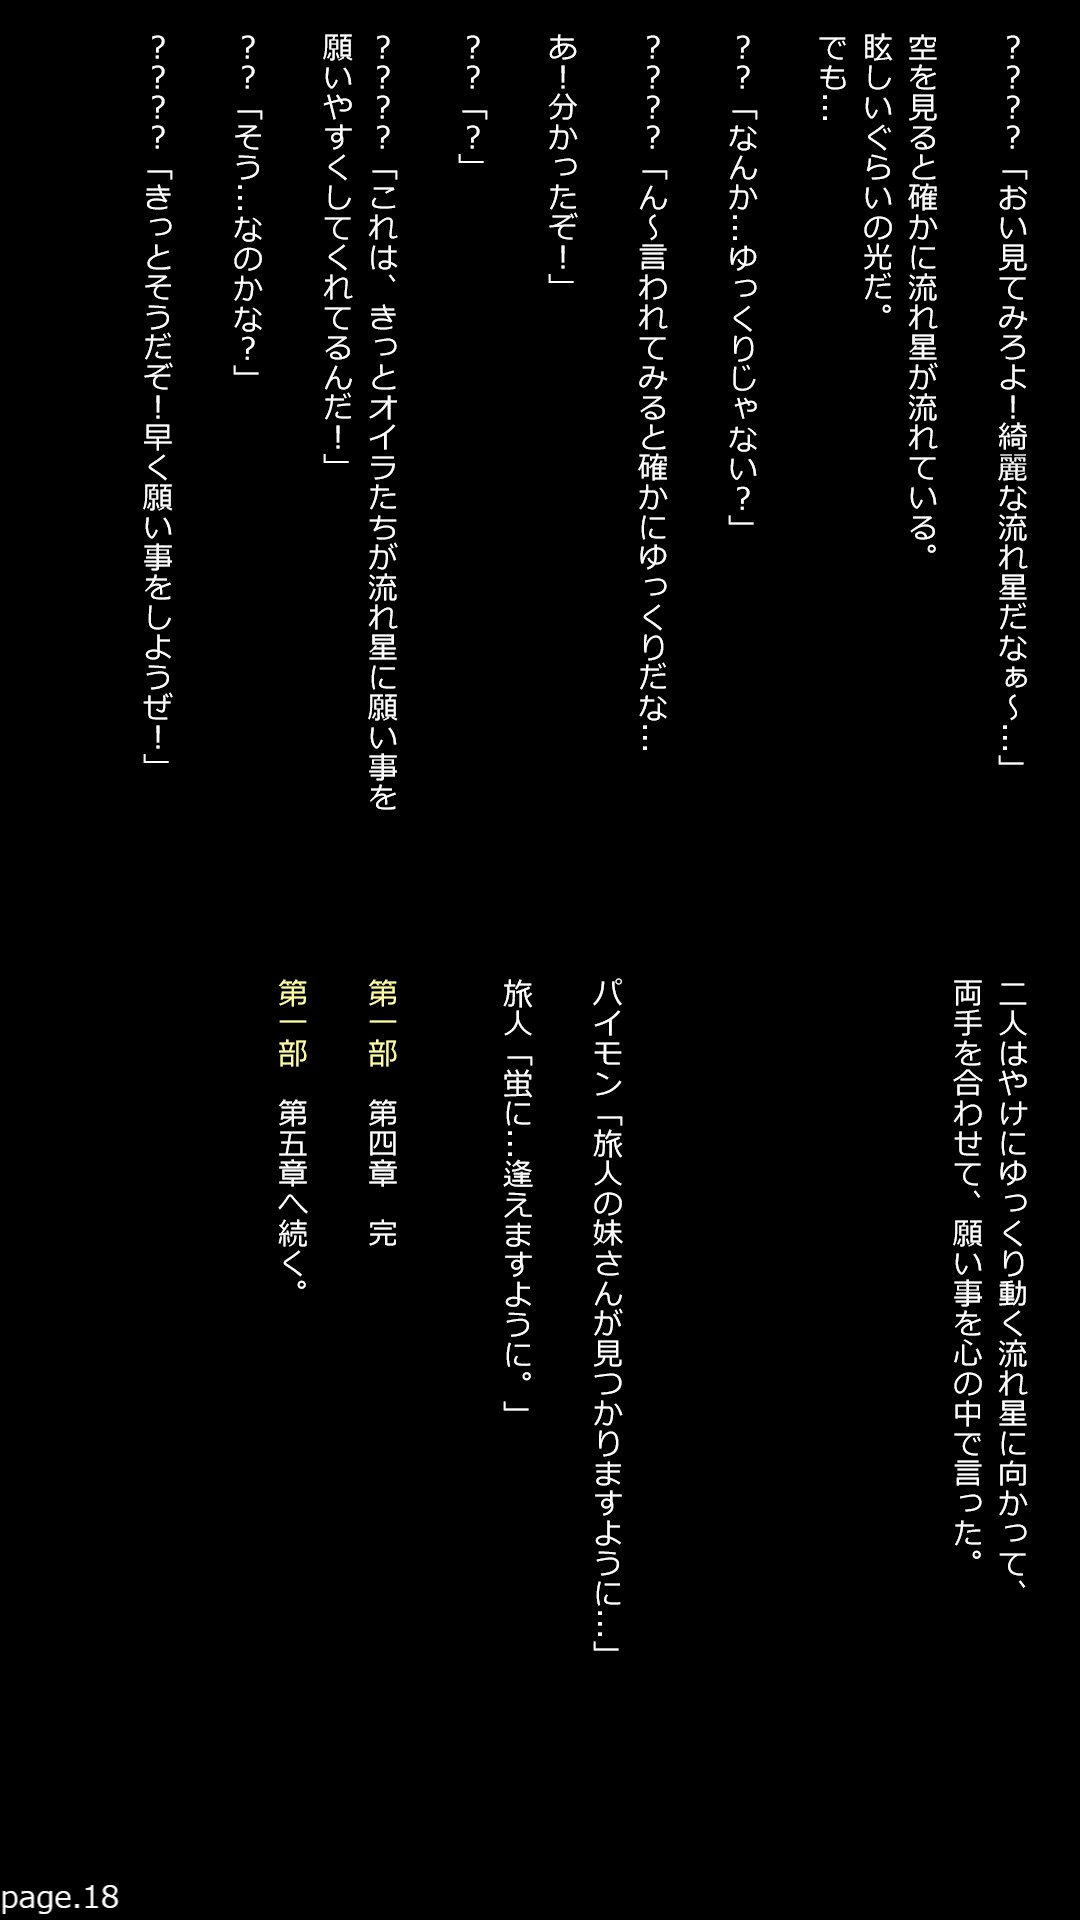 ？？？？「おい見てみろよ！綺麗な流れ星だなぁ～…」
空を見ると確かに流れ星が流れている。
眩しいぐらいの光だ。
でも…
？？「なんか…ゆっくりじゃない？」
？？？？「ん～言われてみると確かにゆっくりだな…
あ！分かったぞ！」
？？「？」
？？？？「これは、きっとオイラたちが流れ星に願い事を
願いやすくしてくれてるんだ！」
？？「そう…なのかな？」
？？？？「きっとそうだぞ！早く願い事をしようぜ！」
二人はやけにゆっくり動く流れ星に向かって、
両手を合わせて、願い事を心の中で言った。
パイモン「旅人の妹さんが見つかりますように…」
旅人「蛍に…逢えますように。」
第一部　第四章　完
第一部　第五章へ続く。
page.18